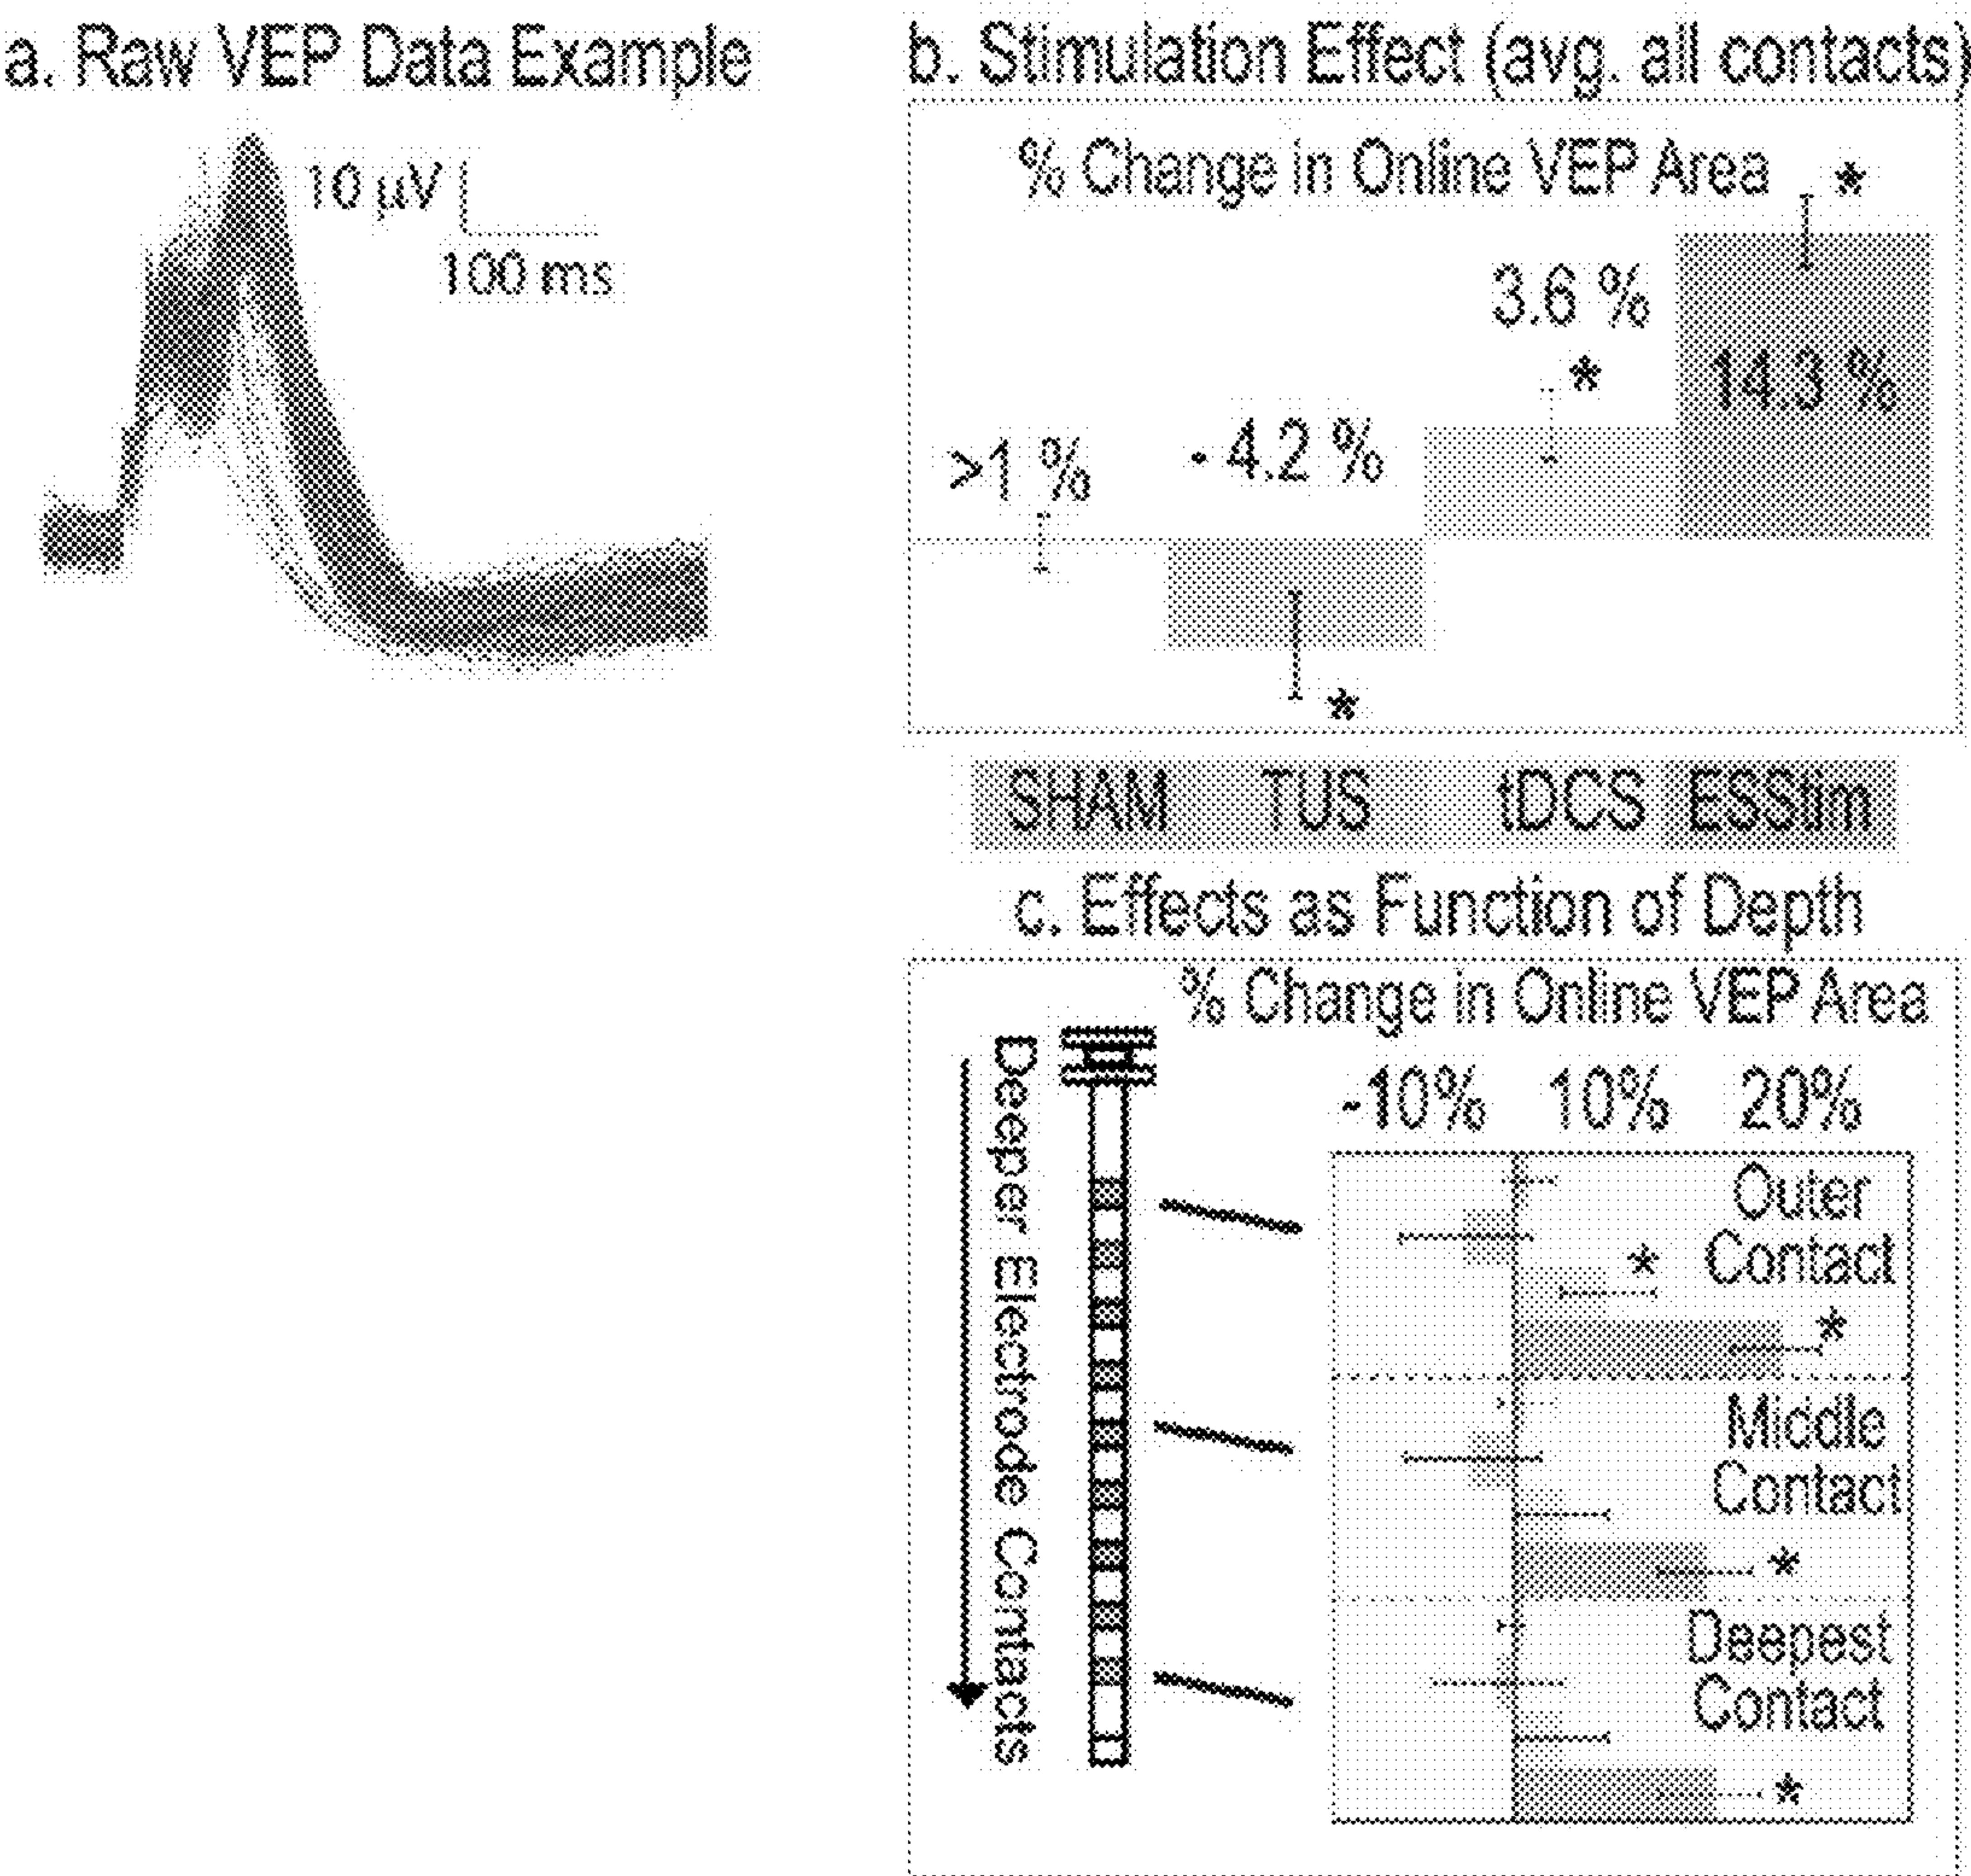 a. Raw VEP Data Example
10 µV
100 ms
b. Stimulation Effect (avg. all contacts)
% Change in Online VEP Area
*
3.6 %
*
14.3 %
>1 %
- 4.2 %
*
SHAM TUS tDCS ESStim
c. Effects as Function of Depth
% Change in Online VEP Area
Deeper Electrode Contacts
-10% 10% 20%
Outer
Contact
*
*
Middle
Contact
*
Deepest
Contact
*